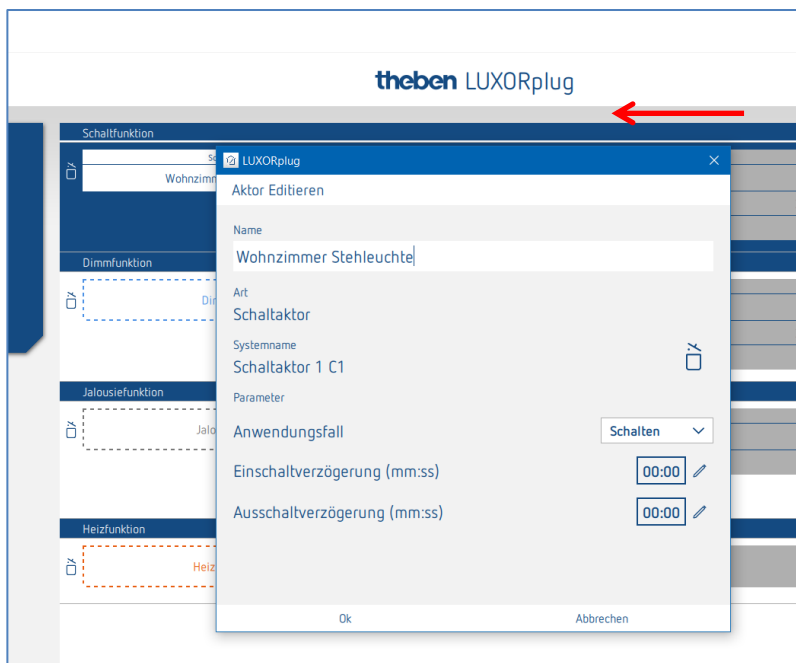 theben LUXORplug
Schaltfunktion
Wohnzimm
LUXORplug
Aktor Editieren
Name
Wohnzimmer Stehleuchte
Art
Schaltaktor
Systemname
Schaltaktor 1 C1
Parameter
Anwendungsfall
Schalten
Einschaltverzögerung (mm:ss)
00:00
Ausschaltverzögerung (mm:ss)
00:00
Dimmfunktion
Di
Jalousiefunktion
Jalo
Heizfunktion
Heiz
Ok
Abbrechen